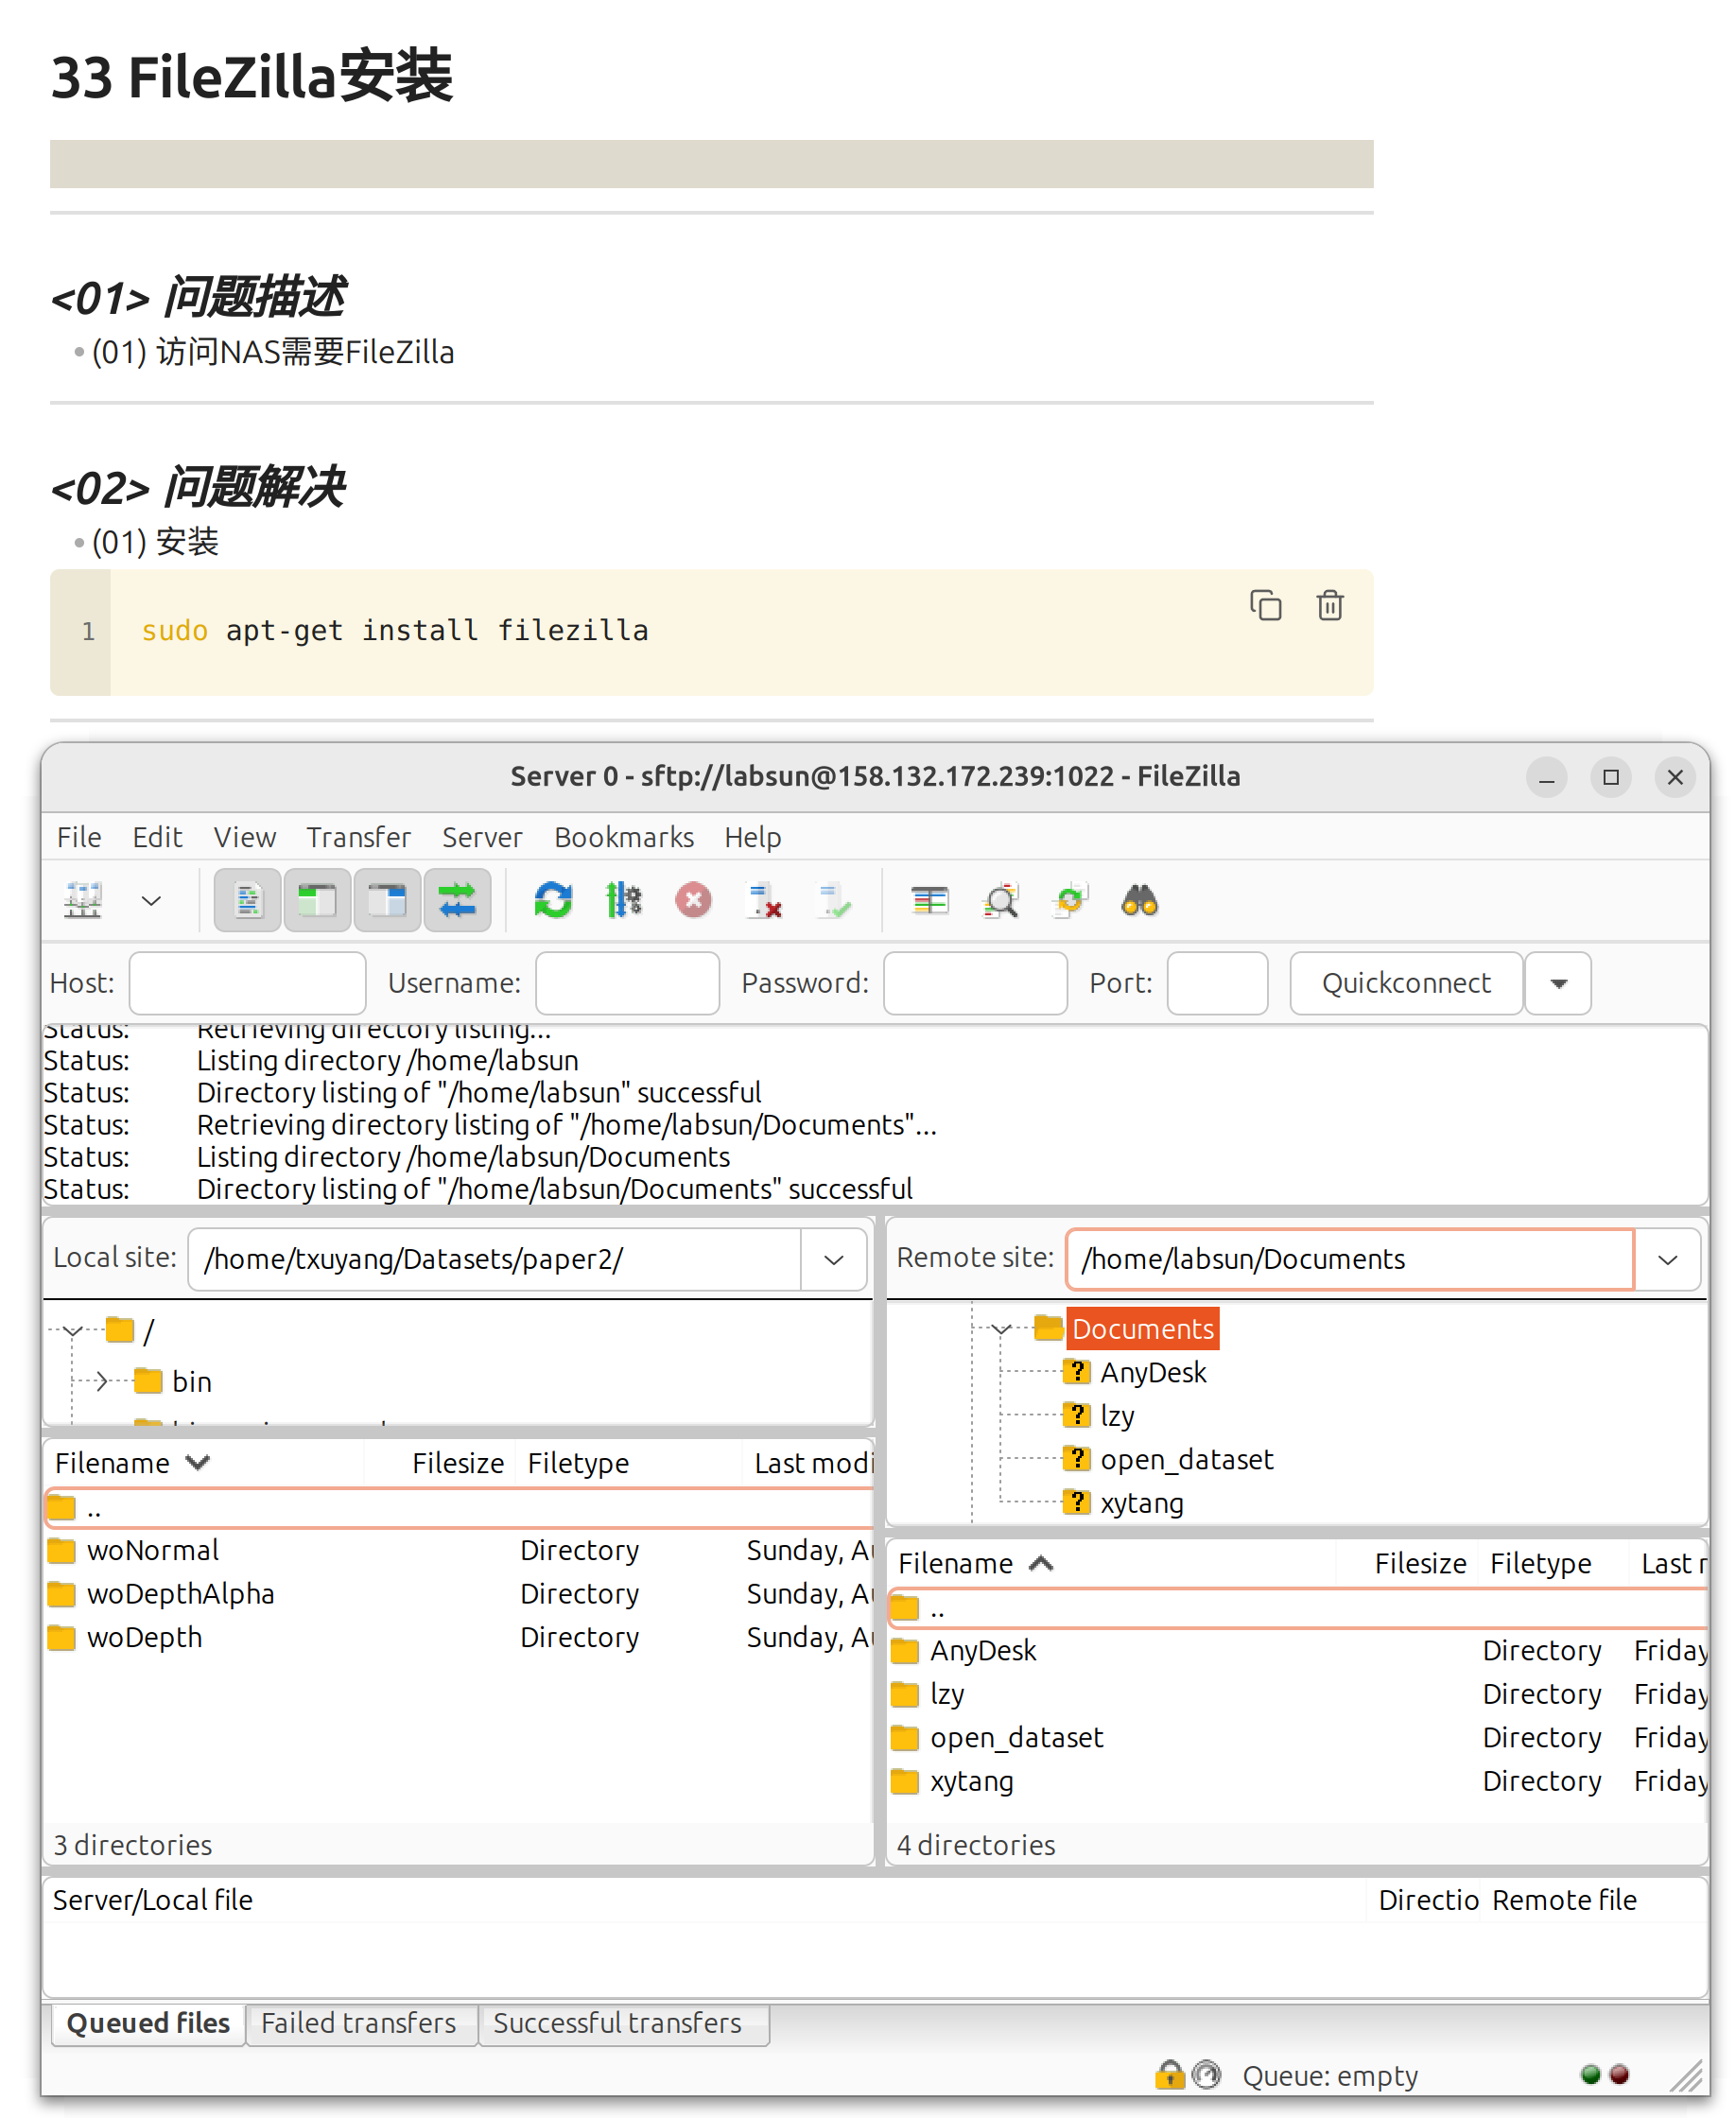 33 FileZilla安装
<01> 问题描述
(01) 访问NAS需要FileZilla
<02> 问题解决
(01) 安装
1 sudo apt-get install filezilla
Server 0 - sftp://labsun@158.132.172.239:1022 - FileZilla
File Edit View Transfer Server Bookmarks Help
Host: Username: Password: Port: Quickconnect
Status: Retrieving directory listing...
Status: Listing directory /home/labsun
Status: Directory listing of "/home/labsun" successful
Status: Retrieving directory listing of "/home/labsun/Documents"...
Status: Listing directory /home/labsun/Documents
Status: Directory listing of "/home/labsun/Documents" successful
Local site: /home/txuyang/Datasets/paper2/
/
bin
Filename Filesize Filetype Last modi
..
woNormal Directory Sunday, Au
woDepthAlpha Directory Sunday, Au
woDepth Directory Sunday, Au
3 directories
Remote site: /home/labsun/Documents
Documents
? AnyDesk
? lzy
? open_dataset
? xytang
Filename Filesize Filetype Last r
..
AnyDesk Directory Friday
lzy Directory Friday
open_dataset Directory Friday
xytang Directory Friday
4 directories
Server/Local file Directio Remote file
Queued files Failed transfers Successful transfers
Queue: empty